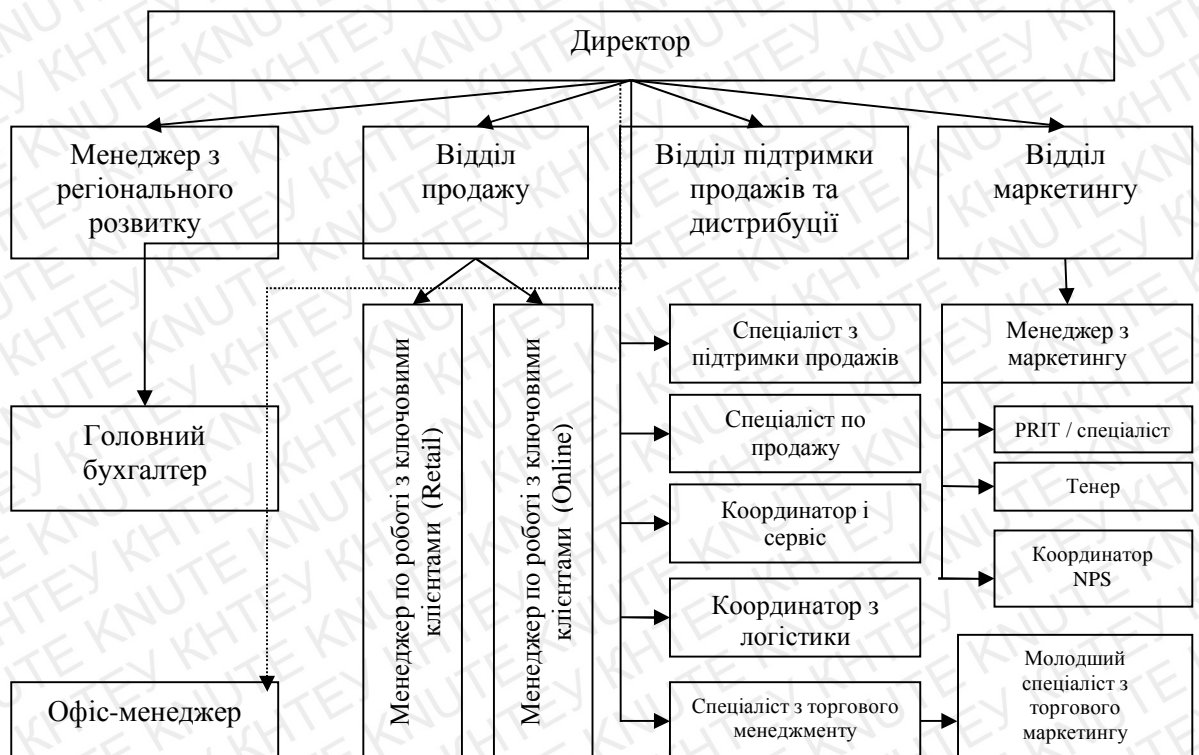 Директор
Менеджер з
регіонального
розвитку
Відділ
продажу
Відділ підтримки
продажів та
дистрибуції
Відділ
маркетингу
Менеджер по роботі з ключовими
клієнтами (Retail)
Менеджер по роботі з ключовими
клієнтами (Online)
Спеціаліст з
підтримки продажів
Менеджер з
маркетингу
Головний
бухгалтер
Спеціаліст по
продажу
PRIT / спеціаліст
Тенер
Координатор і
сервіс
Координатор
NPS
Координатор з
логістики
Офіс-менеджер
Спеціаліст з торгового
менеджменту
Молодший
спеціаліст з
торгового
маркетингу